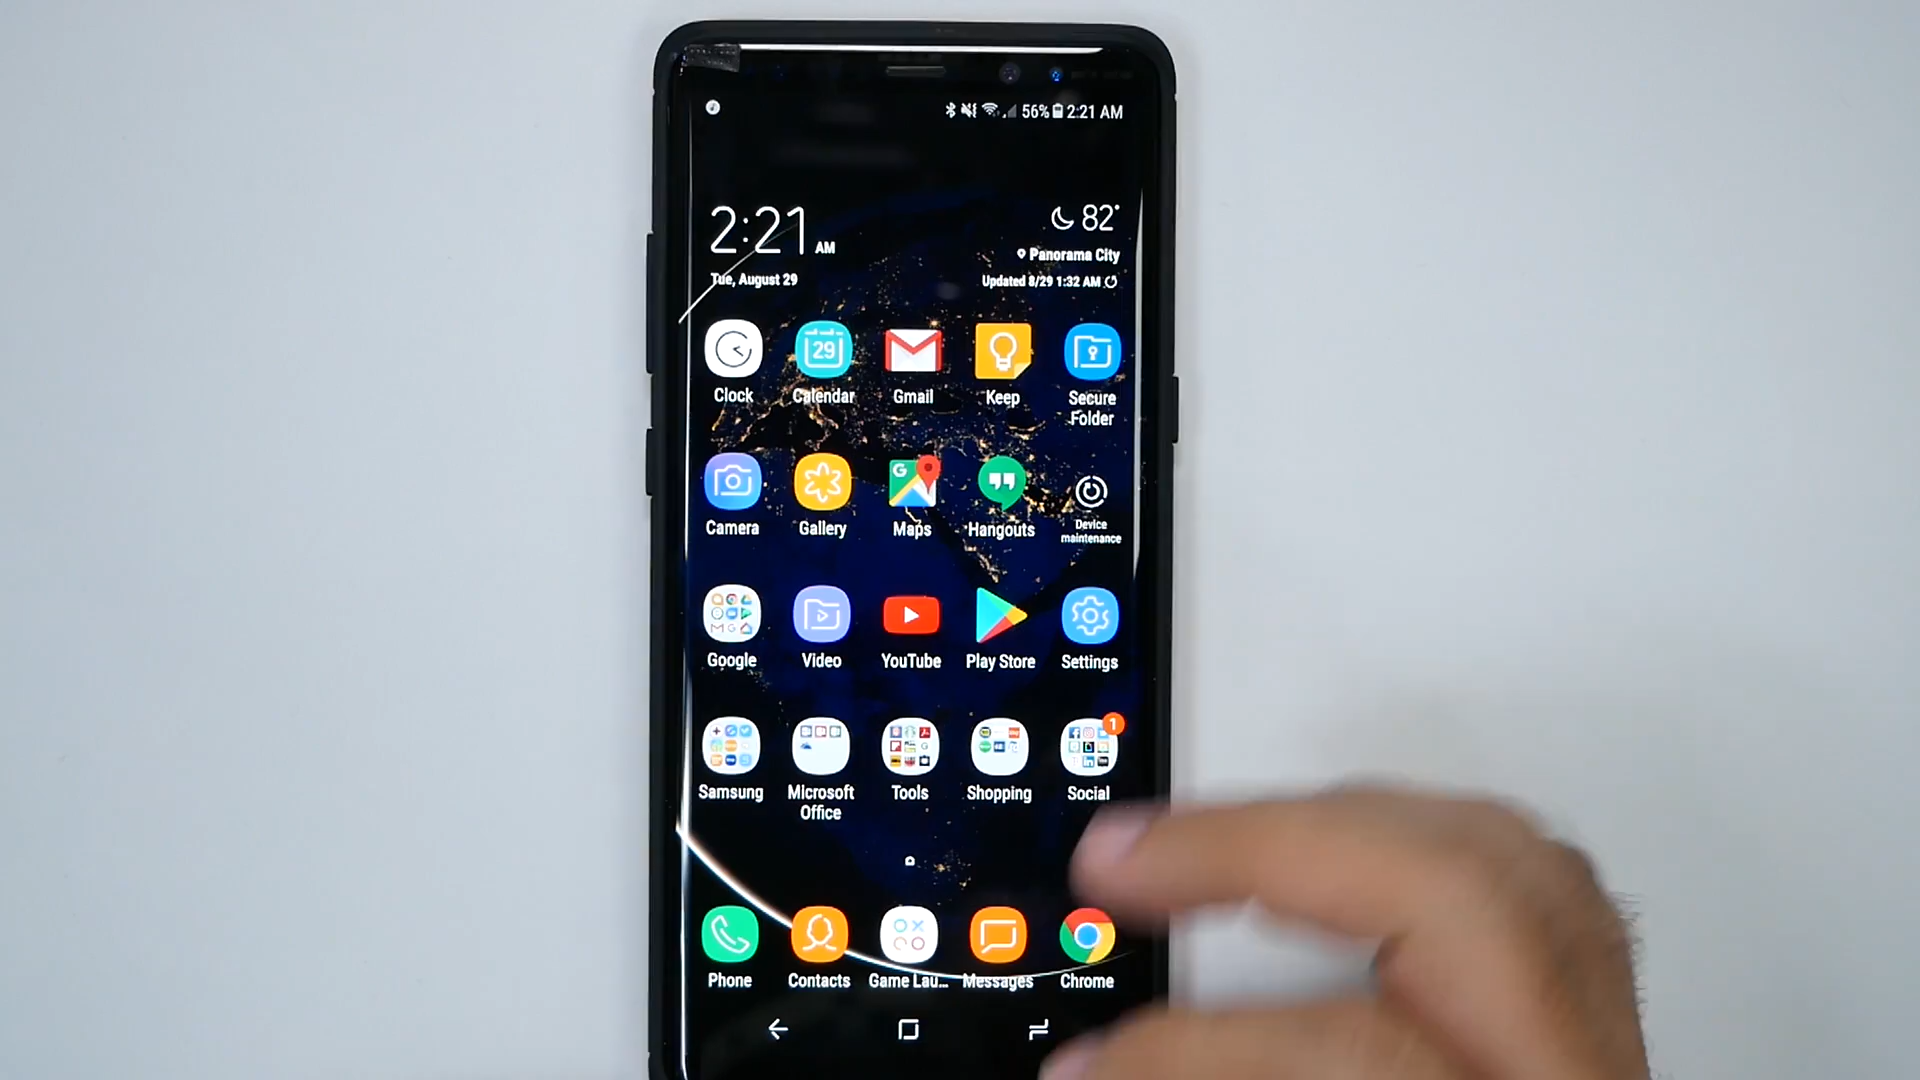 56% 2:21 AM
2:21 AM
82°
Panorama City
Tue, August 29
Updated 8/29 1:32 AM
29
Clock
Calendar
Gmail
Keep
Secure
Folder
G
Camera
Gallery
Maps
Hangouts
Device
maintenance
Google
Video
YouTube
Play Store
Settings
1
Samsung
Microsoft
Office
Tools
Shopping
Social
Phone
Contacts
Game Lau...
Messages
Chrome